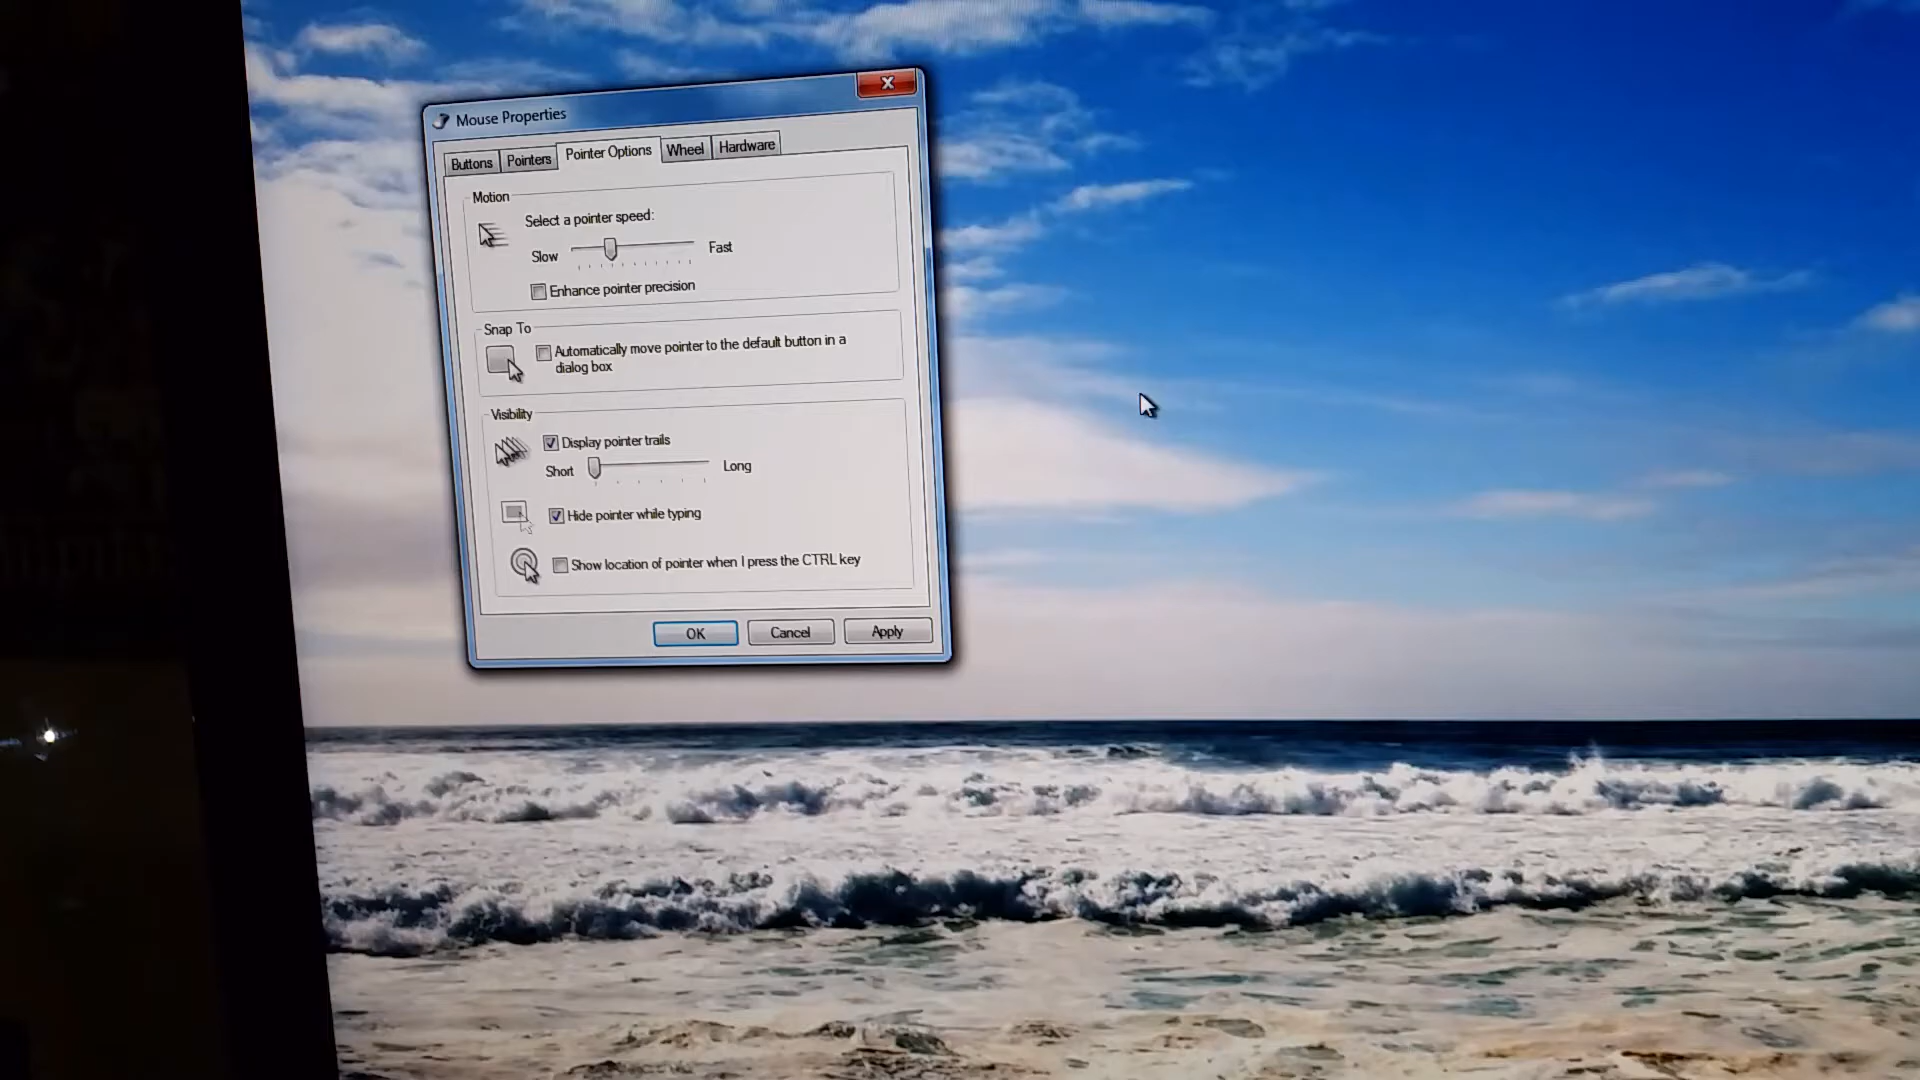 Mouse Properties
Buttons Pointers Pointer Options Wheel Hardware
Motion
Select a pointer speed:
Slow Fast
Enhance pointer precision
Snap To
Automatically move pointer to the default button in a
dialog box
Visibility
Display pointer trails
Short Long
Hide pointer while typing
Show location of pointer when I press the CTRL key
OK Cancel Apply